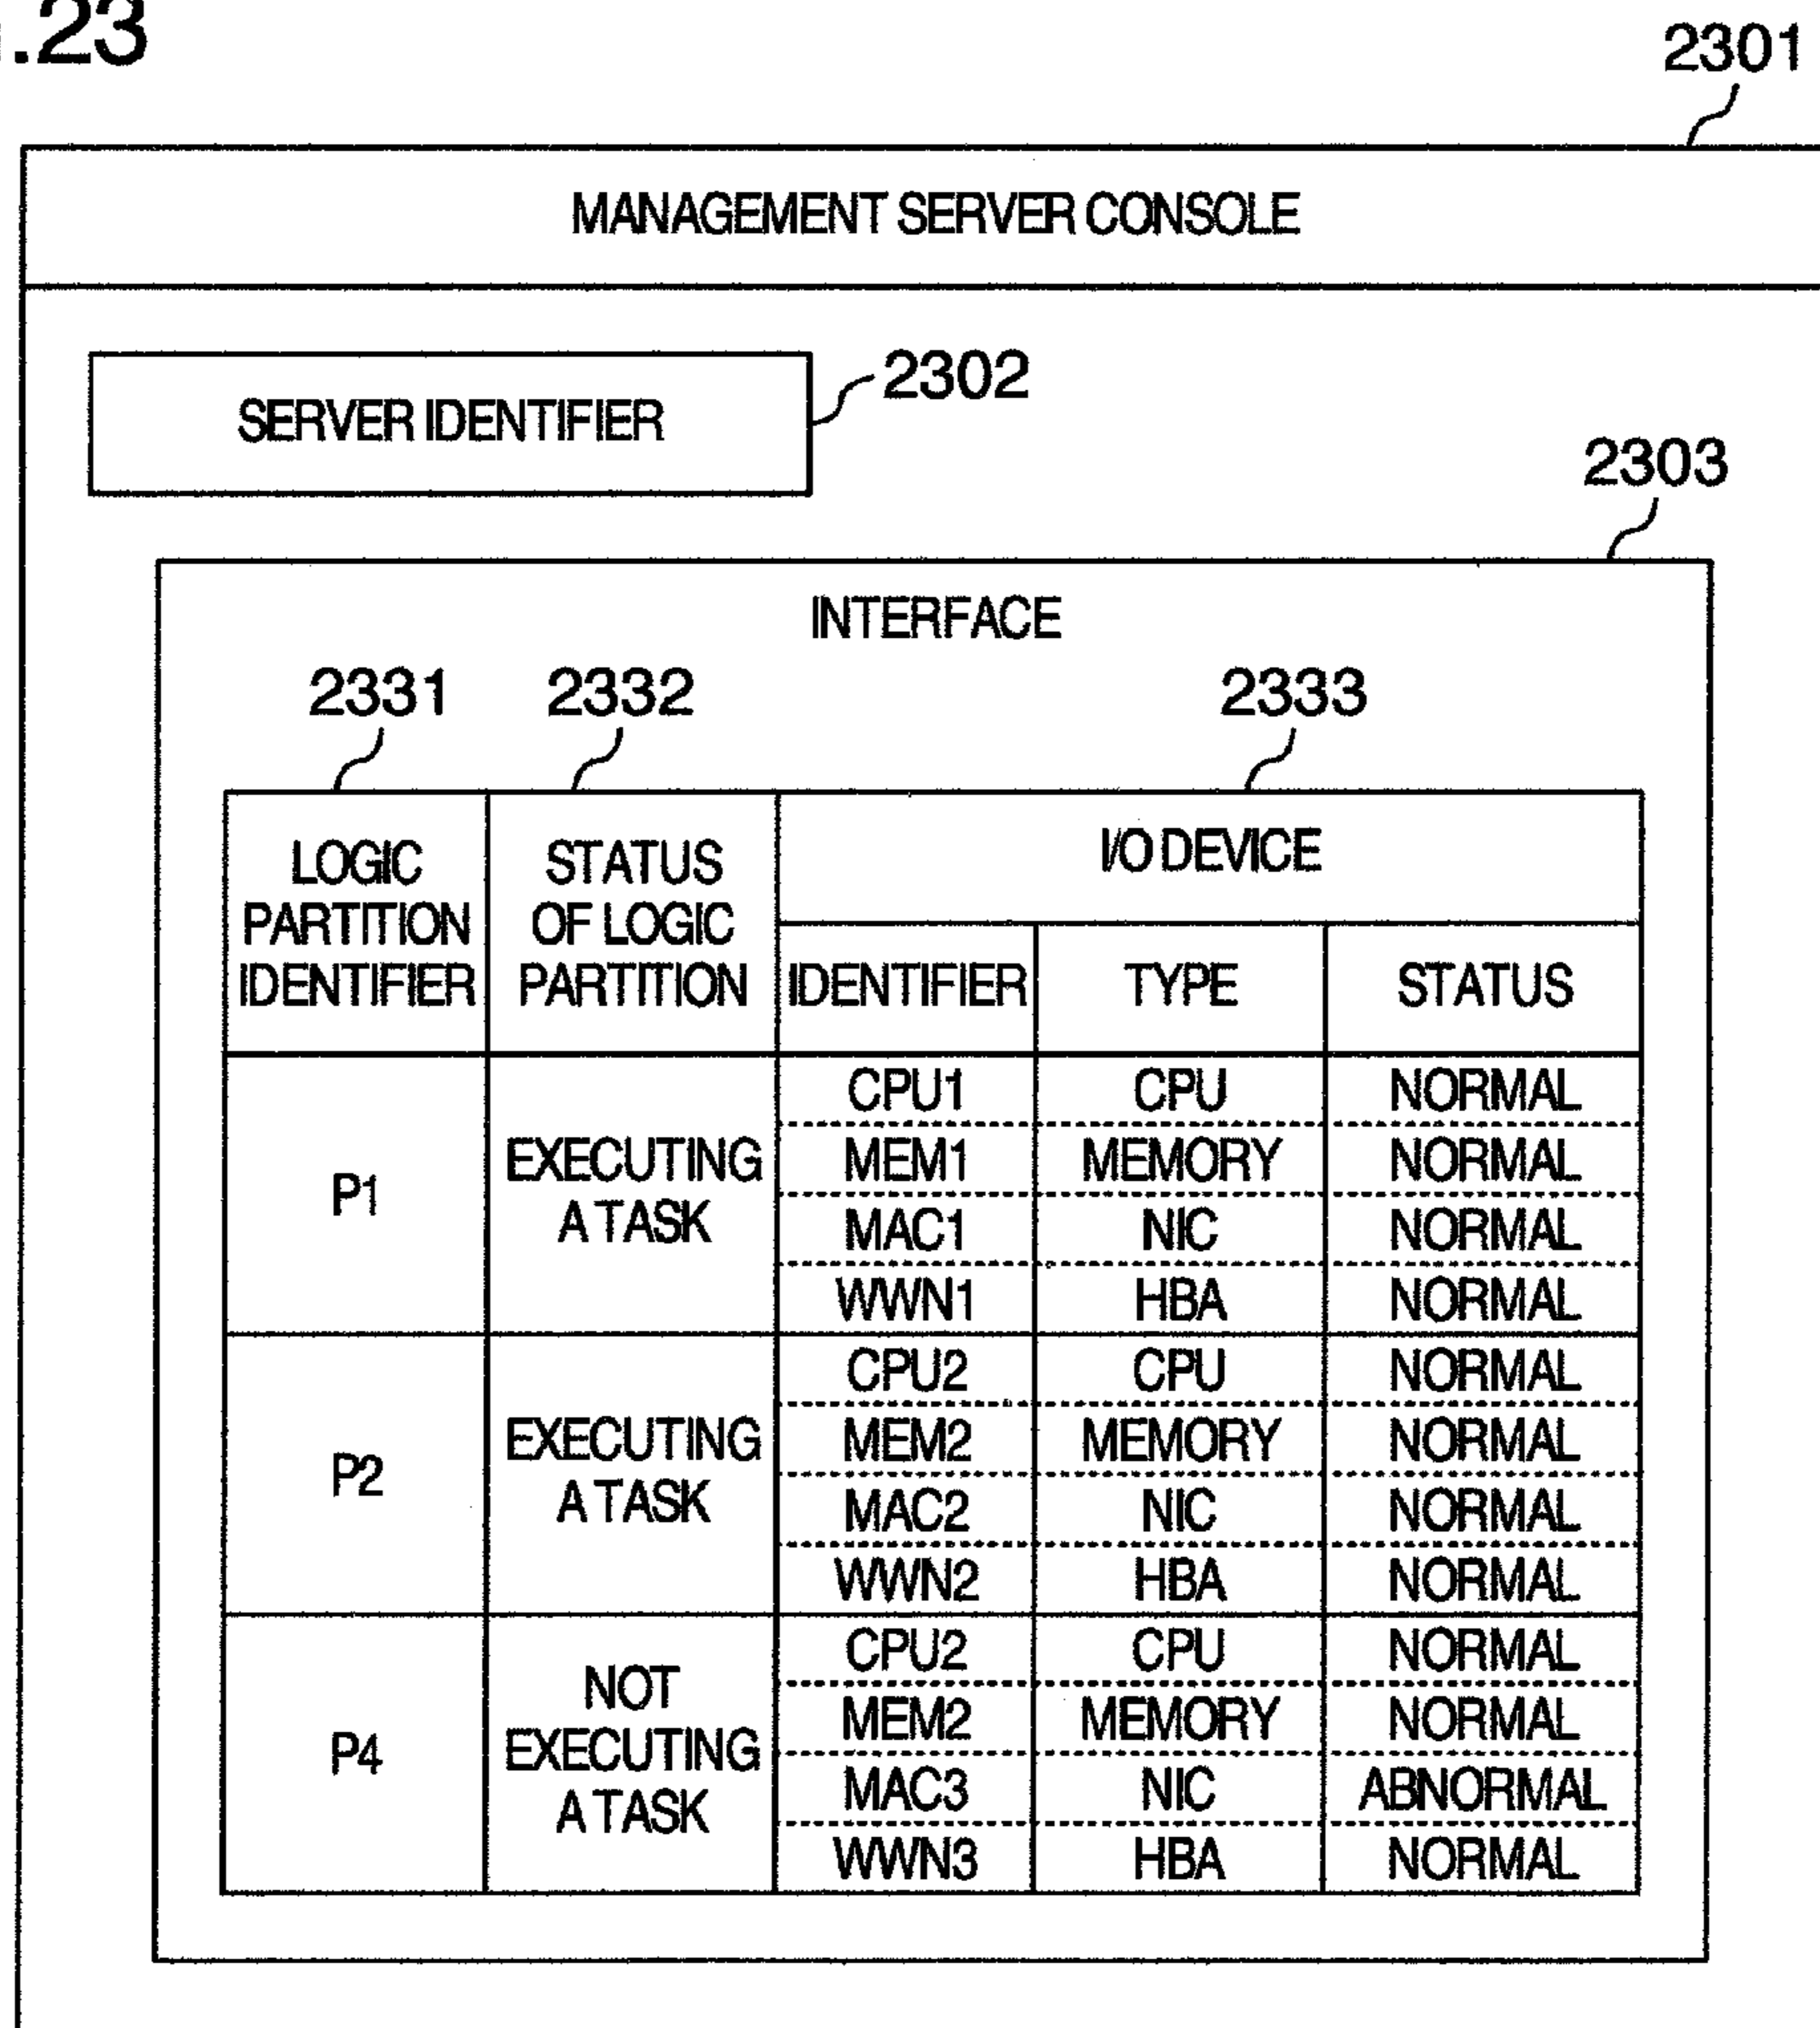 .23
2301
MANAGEMENT SERVER CONSOLE
2302
SERVER IDENTIFIER
2303
INTERFACE
2331 2332 2333
LOGIC PARTITION IDENTIFIER STATUS OF LOGIC PARTITION I/O DEVICE
IDENTIFIER TYPE STATUS
P1 EXECUTING A TASK CPU1 CPU NORMAL
MEM1 MEMORY NORMAL
MAC1 NIC NORMAL
WWN1 HBA NORMAL
P2 EXECUTING A TASK CPU2 CPU NORMAL
MEM2 MEMORY NORMAL
MAC2 NIC NORMAL
WWN2 HBA NORMAL
P4 NOT EXECUTING A TASK CPU2 CPU NORMAL
MEM2 MEMORY NORMAL
MAC3 NIC ABNORMAL
WWN3 HBA NORMAL